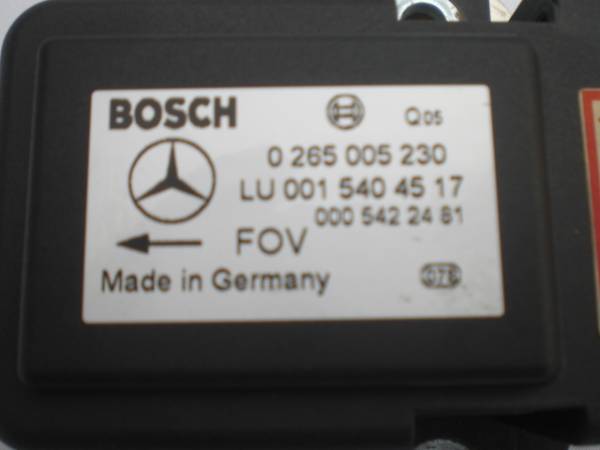 BOSCH
Q05
0 265 005 230
LU 001 540 45 17
000 542 24 81
FOV
Made in Germany